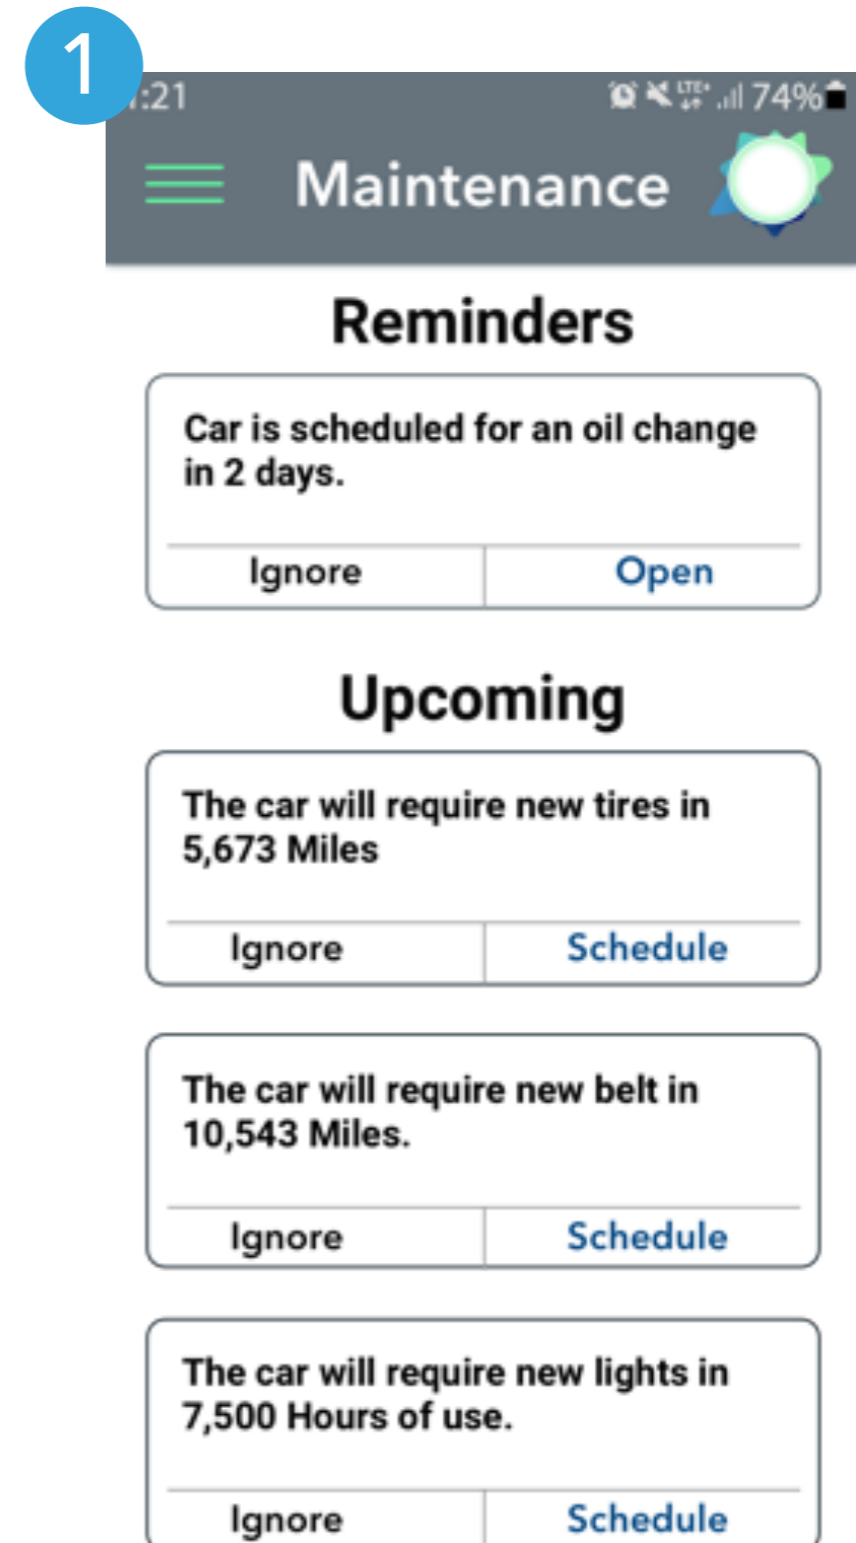 1
:21 LTE+ 74%
Maintenance
Reminders
Car is scheduled for an oil change
in 2 days.
Ignore Open
Upcoming
The car will require new tires in
5,673 Miles
Ignore Schedule
The car will require new belt in
10,543 Miles.
Ignore Schedule
The car will require new lights in
7,500 Hours of use.
Ignore Schedule